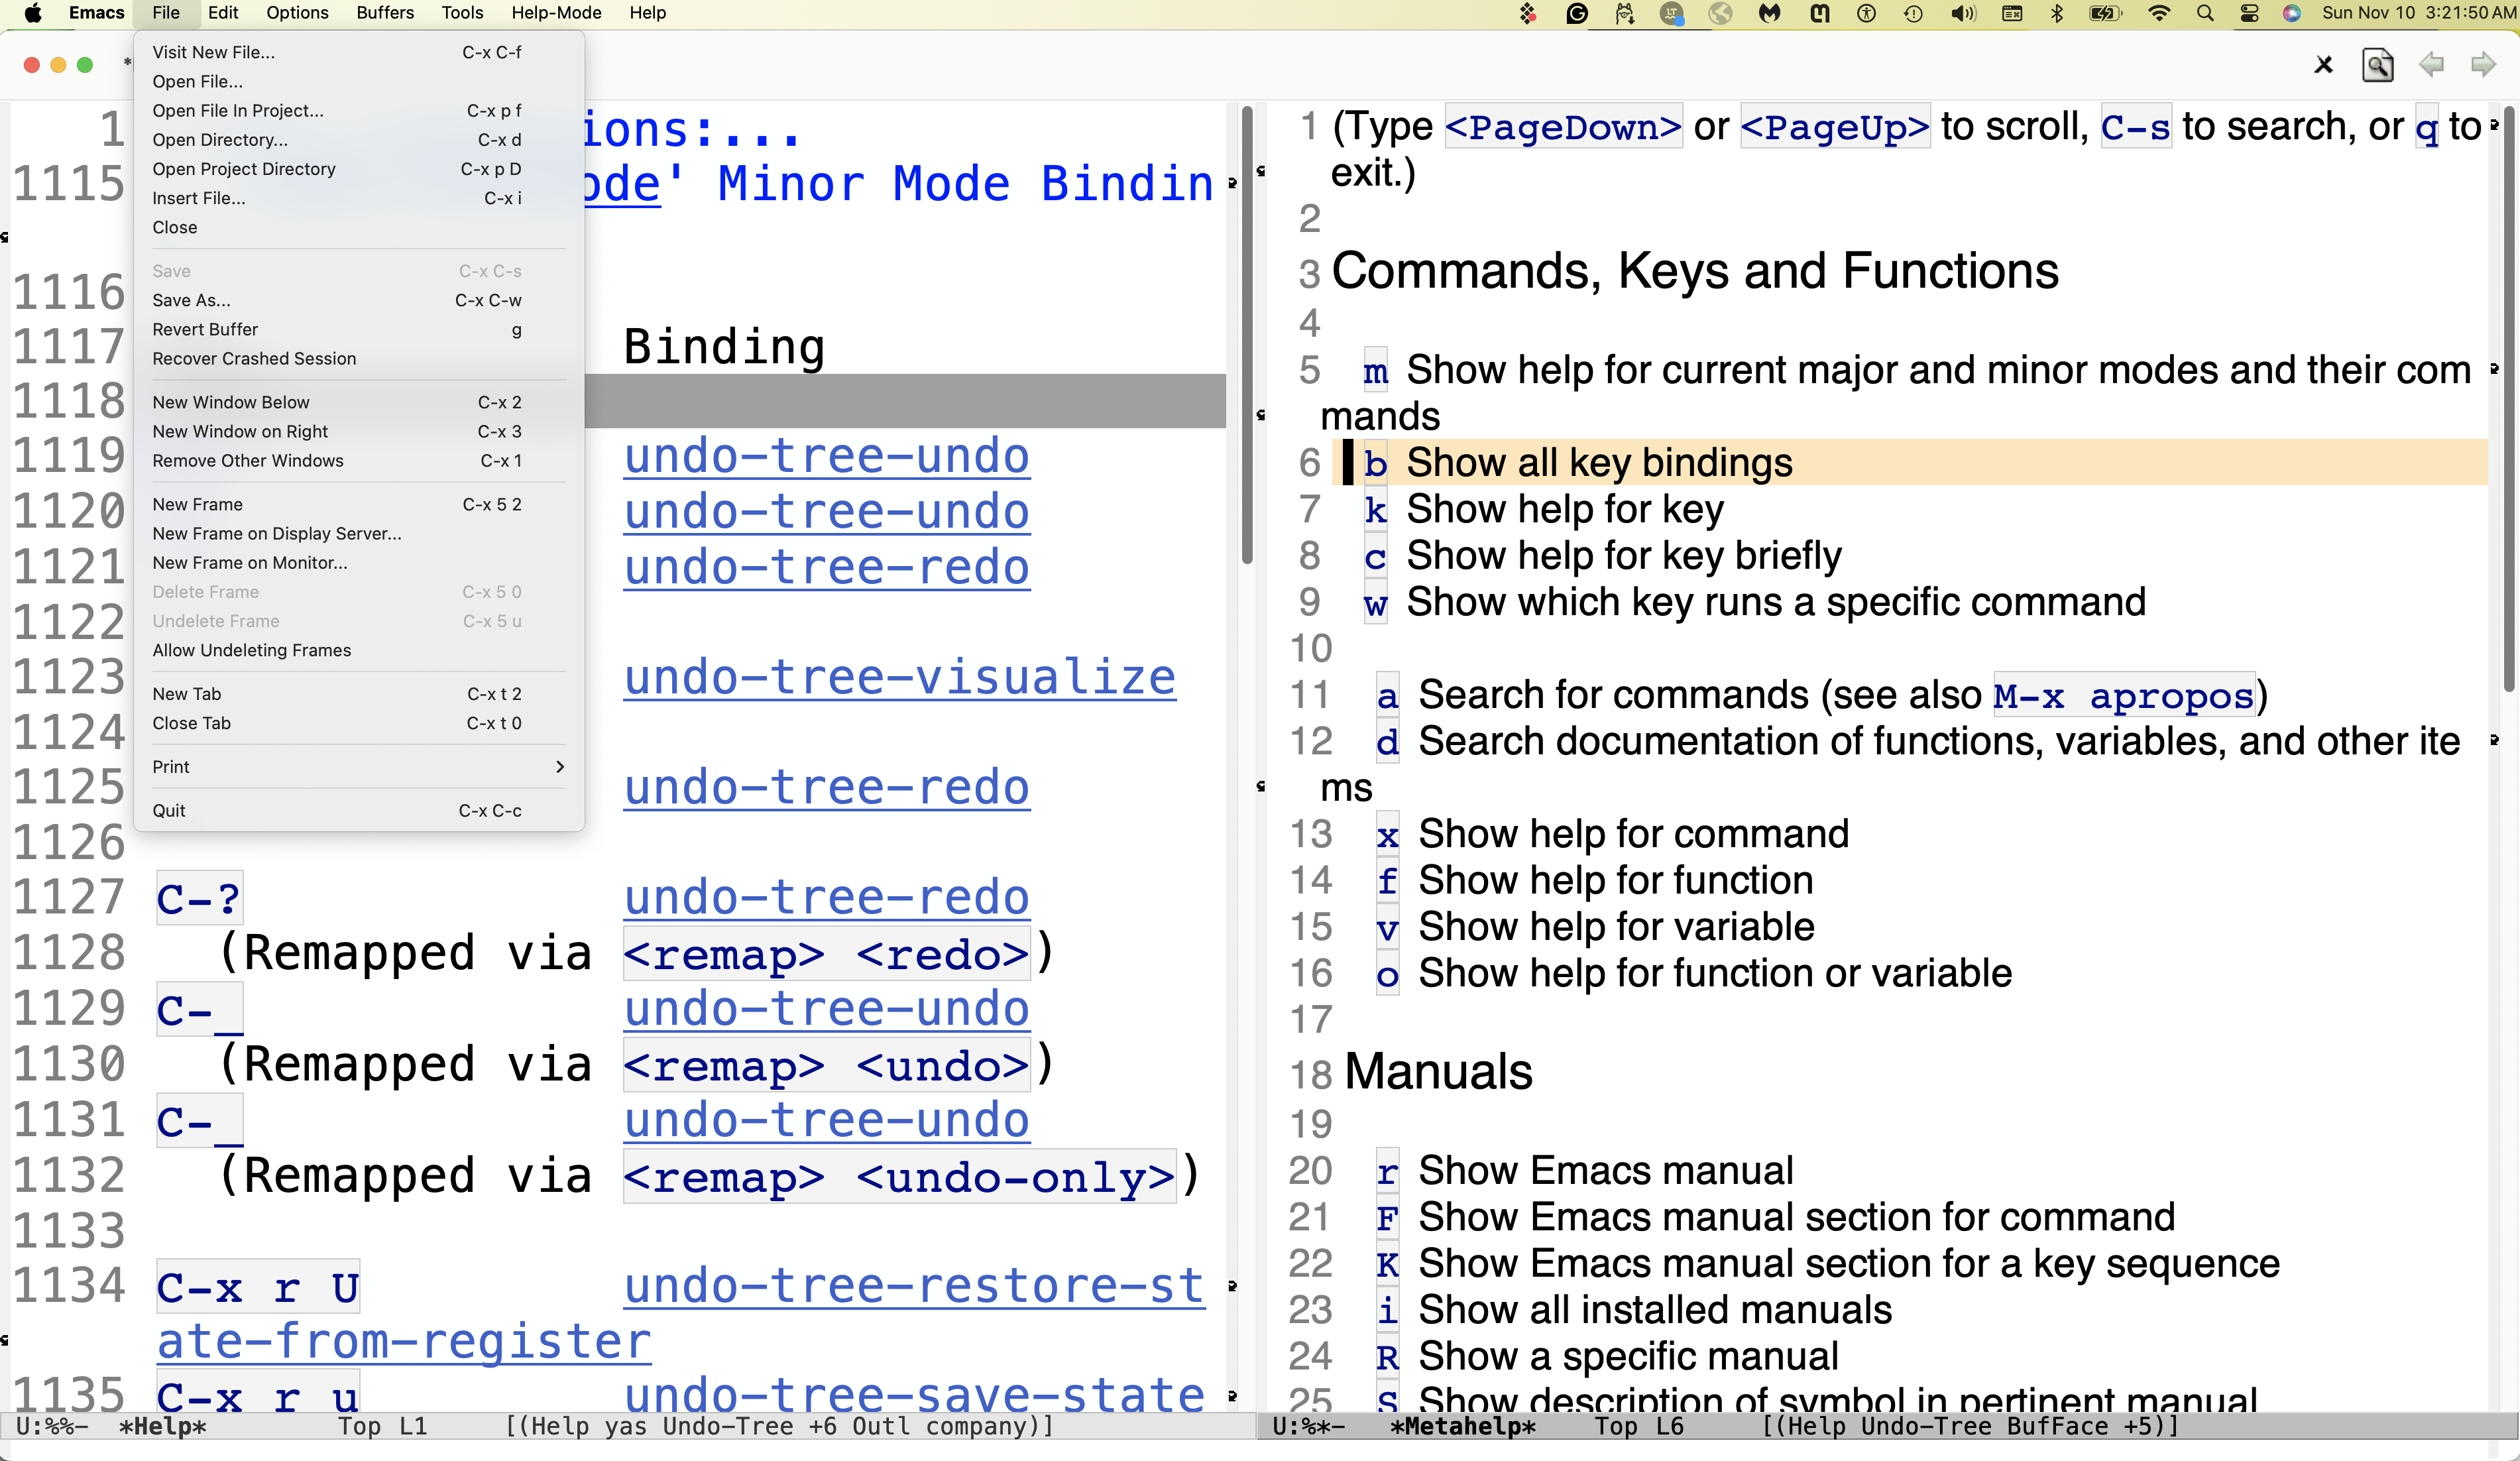 Emacs File Edit Options Buffers Tools Help-Mode Help Sun Nov 10 3:21:50 AM
Visit New File... C-x C-f
Open File...
Open File In Project... C-x p f
Open Directory... C-x d
Open Project Directory C-x p D
Insert File... C-x i
Close
Save C-x C-s
Save As... C-x C-w
Revert Buffer g
Recover Crashed Session
New Window Below C-x 2
New Window on Right C-x 3
Remove Other Windows C-x 1
New Frame C-x 5 2
New Frame on Display Server...
New Frame on Monitor...
Delete Frame C-x 5 0
Undelete Frame C-x 5 u
Allow Undeleting Frames
New Tab C-x t 2
Close Tab C-x t 0
Print
Quit C-x C-c
1 ions:...
1115 ode' Minor Mode Bindin
1116
1117 Binding
1118
1119 undo-tree-undo
1120 undo-tree-undo
1121 undo-tree-redo
1122
1123 undo-tree-visualize
1124
1125 undo-tree-redo
1126
1127 C-? undo-tree-redo
1128 (Remapped via <remap> <redo>)
1129 C-_ undo-tree-undo
1130 (Remapped via <remap> <undo>)
1131 C-_ undo-tree-undo
1132 (Remapped via <remap> <undo-only>)
1133
1134 C-x r U undo-tree-restore-st
ate-from-register
1135 C-x r u undo-tree-save-state
U:%%- *Help* Top L1 [(Help yas Undo-Tree +6 Outl company)]
1 (Type <PageDown> or <PageUp> to scroll, C-s to search, or q to
exit.)
2
3 Commands, Keys and Functions
4
5 m Show help for current major and minor modes and their com
mands
6 b Show all key bindings
7 k Show help for key
8 c Show help for key briefly
9 w Show which key runs a specific command
10
11 a Search for commands (see also M-x apropos)
12 d Search documentation of functions, variables, and other ite
ms
13 x Show help for command
14 f Show help for function
15 v Show help for variable
16 o Show help for function or variable
17
18 Manuals
19
20 r Show Emacs manual
21 F Show Emacs manual section for command
22 K Show Emacs manual section for a key sequence
23 i Show all installed manuals
24 R Show a specific manual
25 S Show description of symbol in pertinent manual
U:%*- *Metahelp* Top L6 [(Help Undo-Tree BufFace +5)]